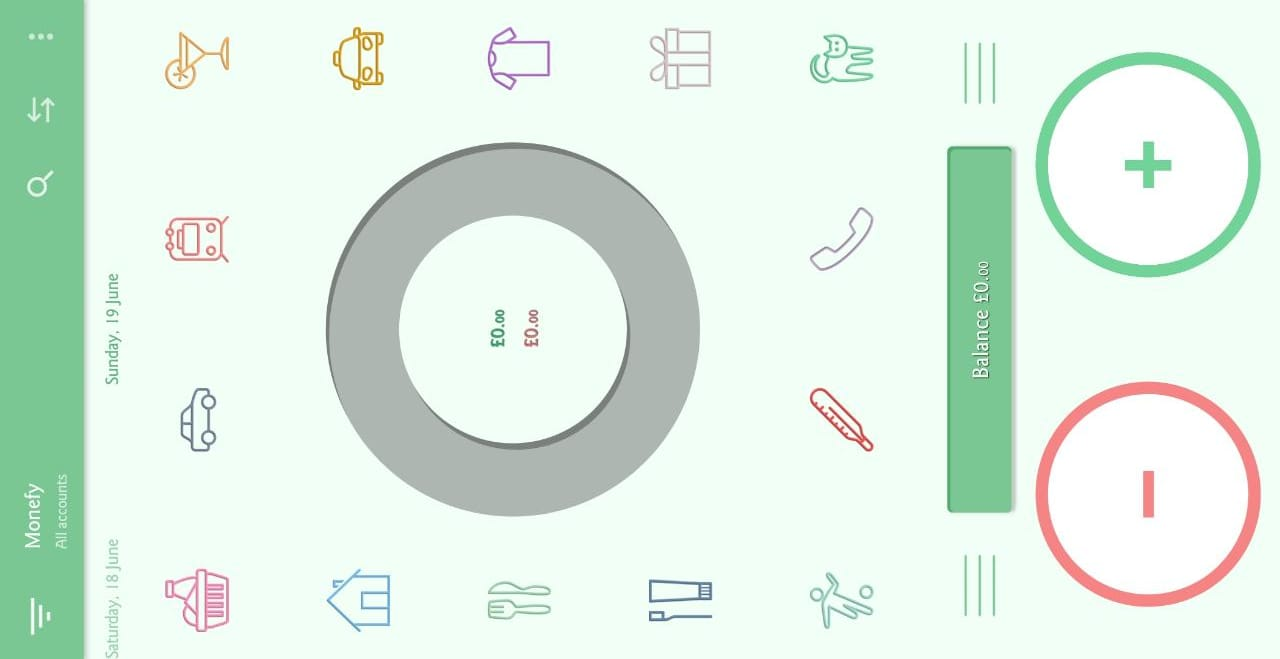 Monefy
All accounts
Saturday, 18 June
Sunday, 19 June
£0.00
£0.00
Balance £0.00